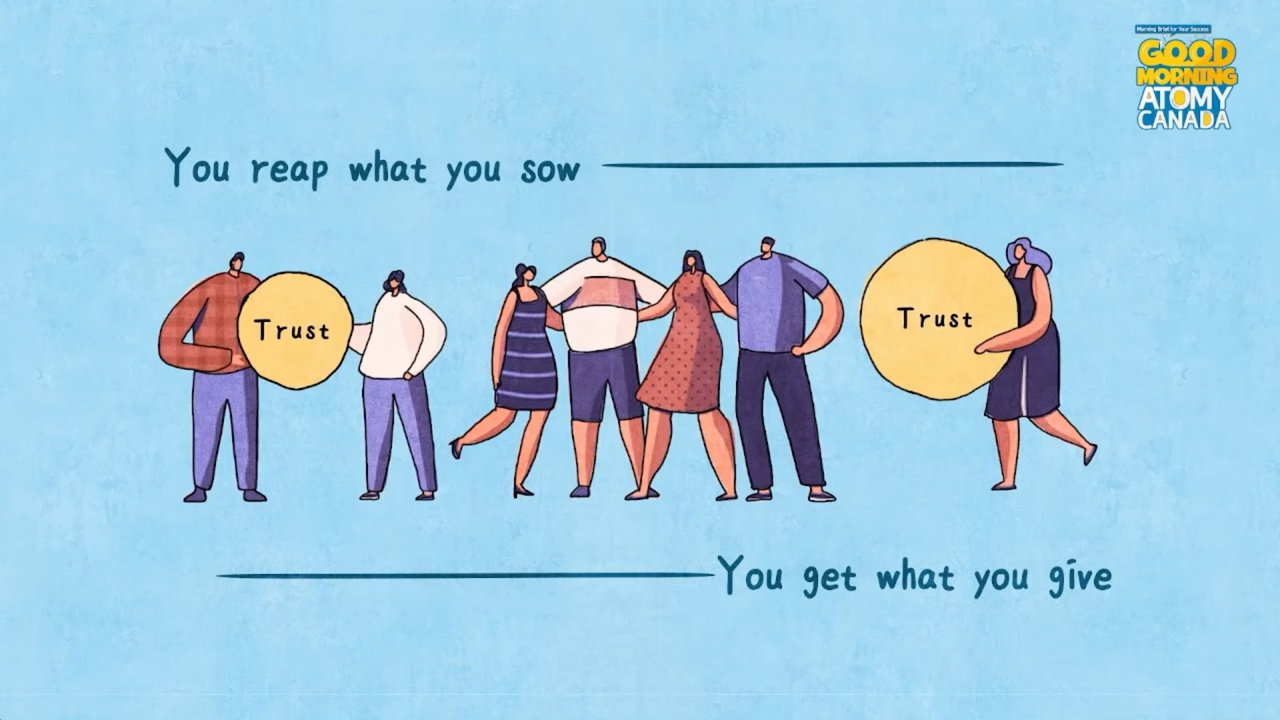 Morning Brief for Your Success
GOOD
MORNING
ATOMY
CANADA
You reap what you sow
Trust
Trust
You get what you give